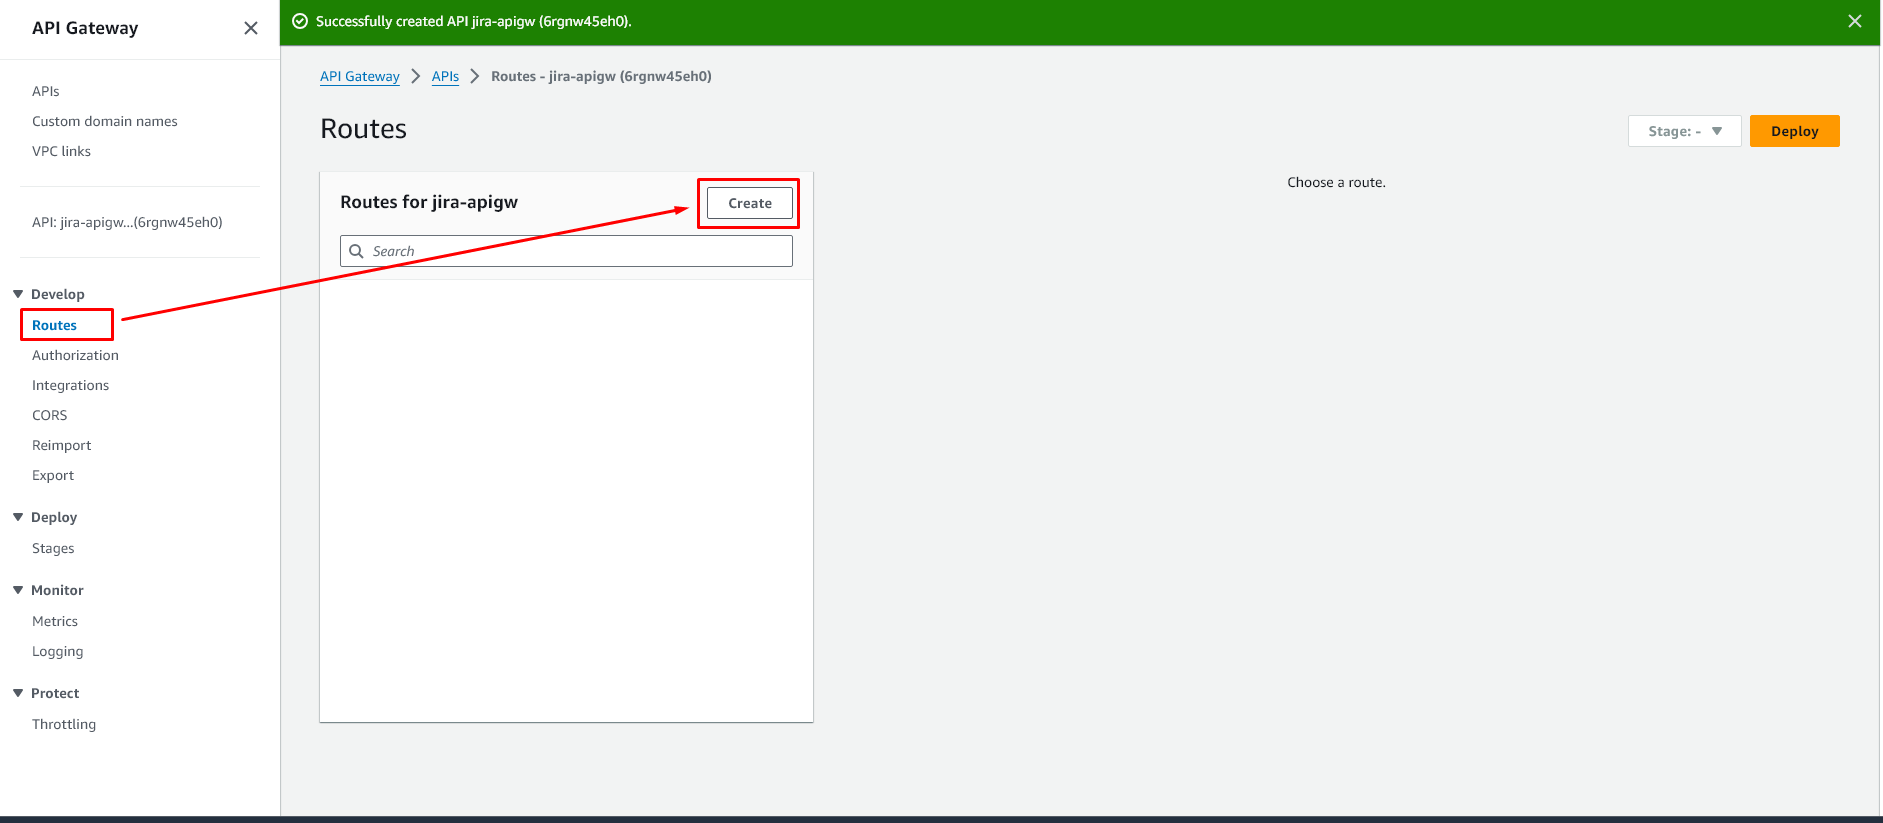 API Gateway
APIs
Custom domain names
VPC links
API: jira-apigw...(6rgnw45eh0)
Develop
Routes
Authorization
Integrations
CORS
Reimport
Export
Deploy
Stages
Monitor
Metrics
Logging
Protect
Throttling
Successfully created API jira-apigw (6rgnw45eh0).
API Gateway > APIs > Routes - jira-apigw (6rgnw45eh0)
Routes
Stage: -
Deploy
Routes for jira-apigw
Create
Search
Choose a route.